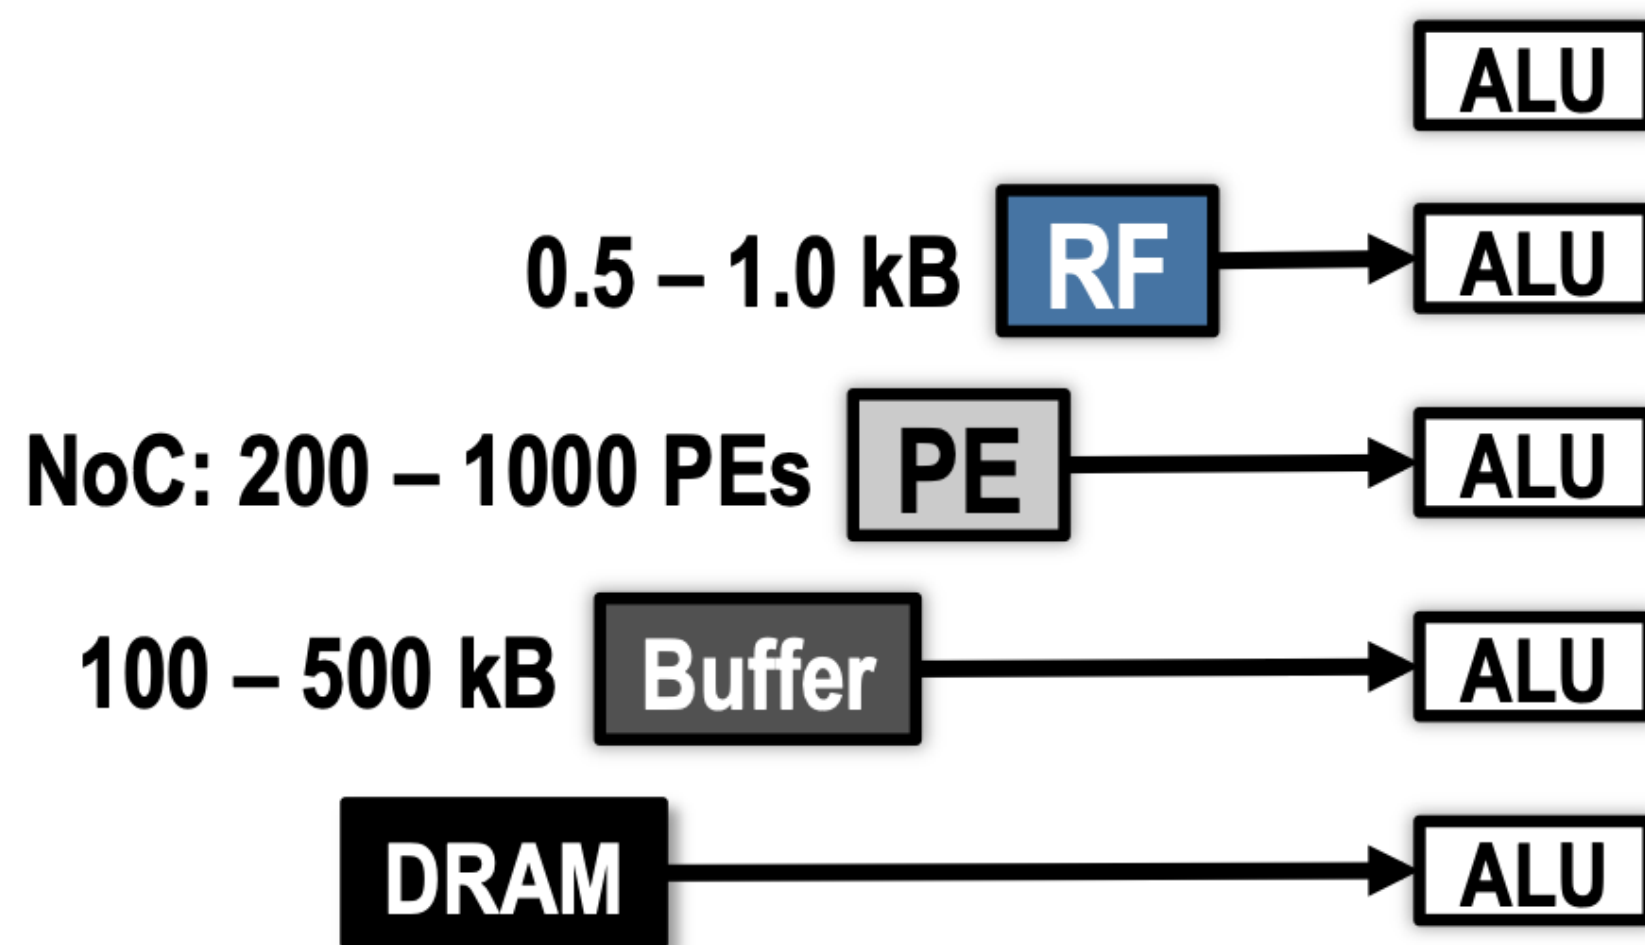 ALU
0.5 – 1.0 kB RF ALU
NoC: 200 – 1000 PEs PE ALU
100 – 500 kB Buffer ALU
DRAM ALU